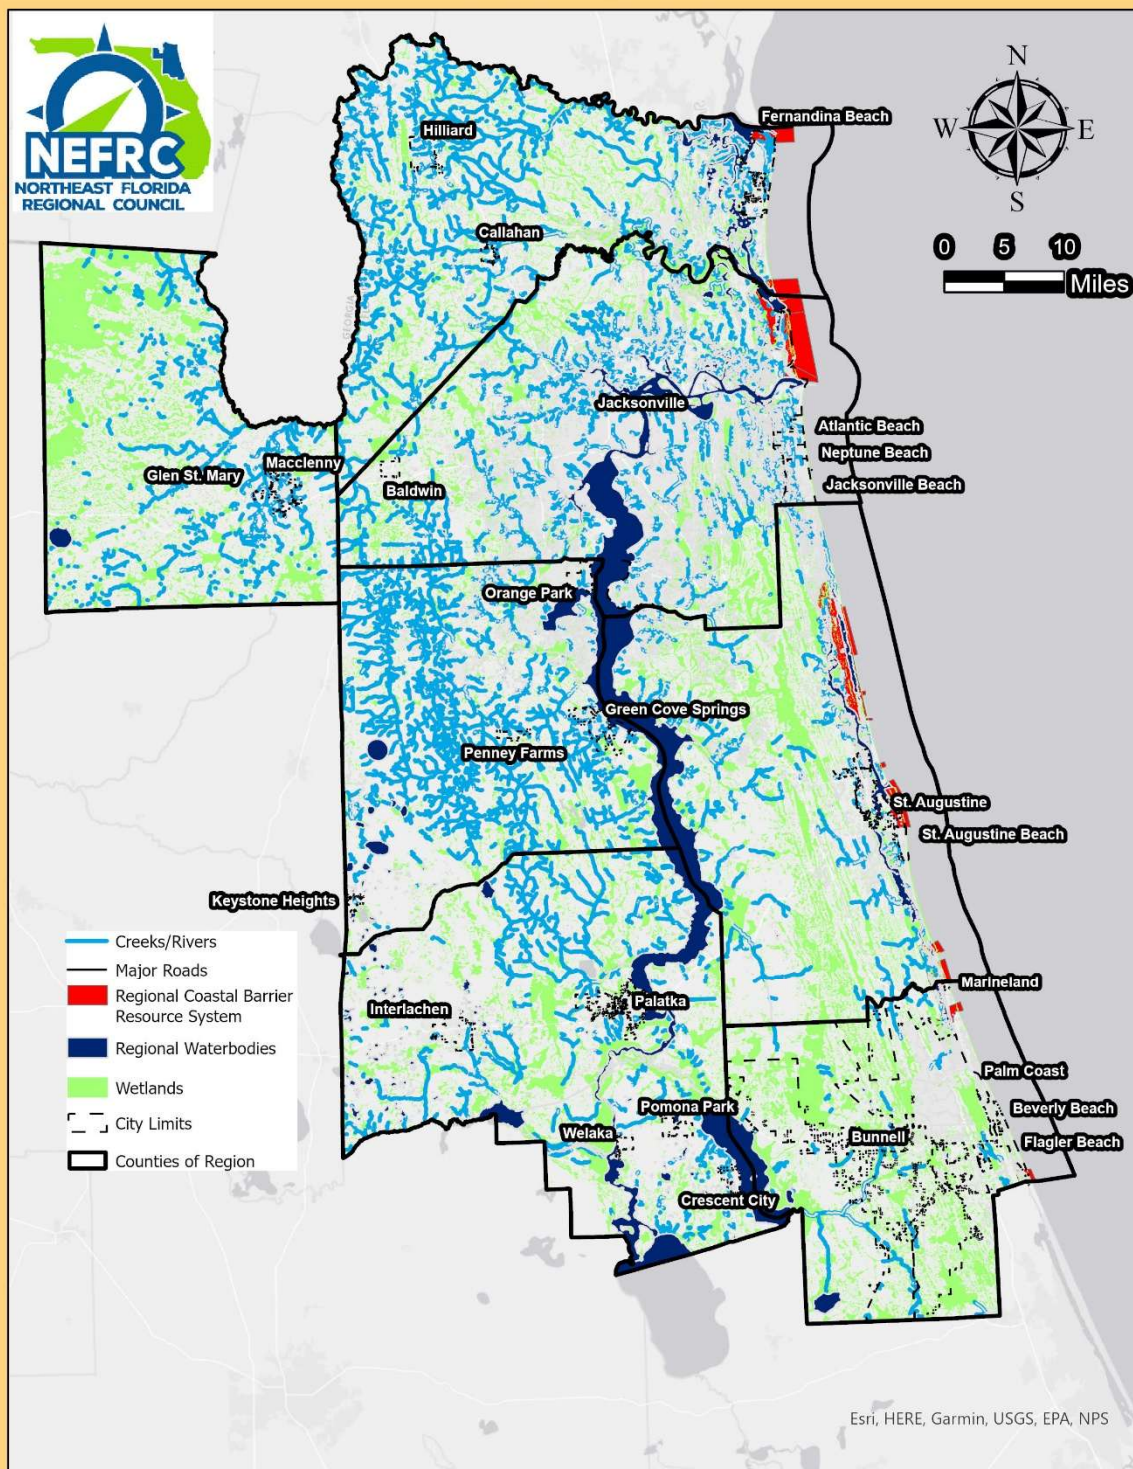 NEFRC
NORTHEAST FLORIDA
REGIONAL COUNCIL
N
W E
S
0 5 10
Miles
Fernandina Beach
Hilliard
Callahan
GEORGIA
Jacksonville
Atlantic Beach
Neptune Beach
Jacksonville Beach
Macclenny
Glen St. Mary
Baldwin
Orange Park
Green Cove Springs
Penney Farms
St. Augustine
St. Augustine Beach
Keystone Heights
Creeks/Rivers
Major Roads
Regional Coastal Barrier
Resource System
Regional Waterbodies
Wetlands
City Limits
Counties of Region
Marineland
Interlachen
Palatka
Palm Coast
Pomona Park
Beverly Beach
Welaka
Bunnell
Flagler Beach
Crescent City
Esri, HERE, Garmin, USGS, EPA, NPS